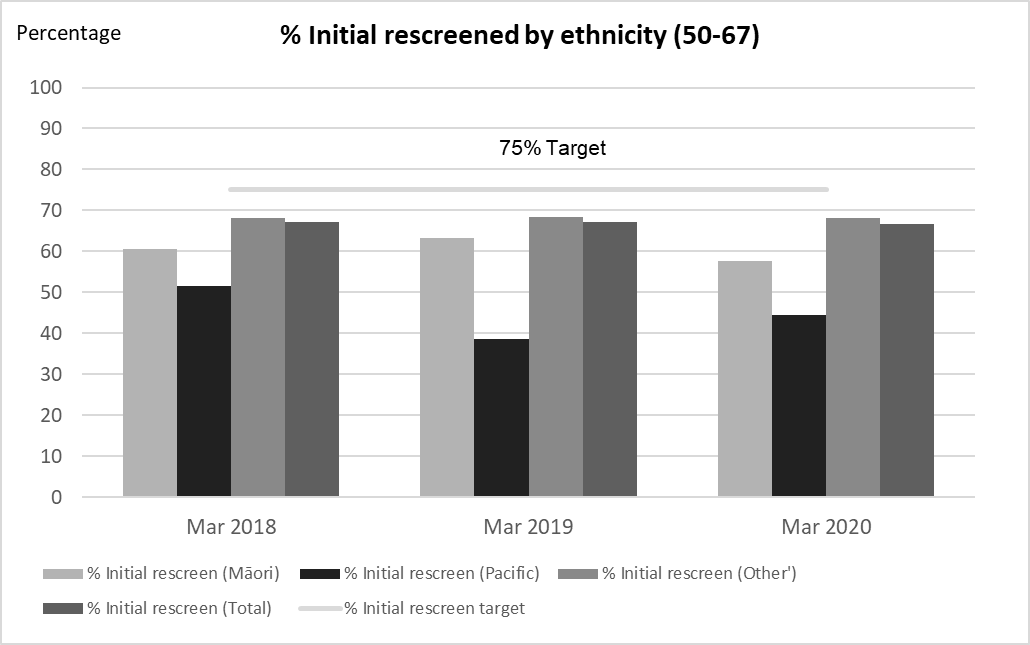 Percentage
% Initial rescreened by ethnicity (50-67)
100
90
80
70
60
50
40
30
20
10
0
75% Target
Mar 2018
Mar 2019
Mar 2020
% Initial rescreen (Māori)
% Initial rescreen (Pacific)
% Initial rescreen (Other')
% Initial rescreen (Total)
% Initial rescreen target